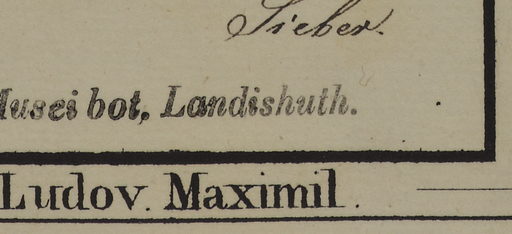 Sieber.
Musei bot. Landishuth.
Ludov. Maximil.